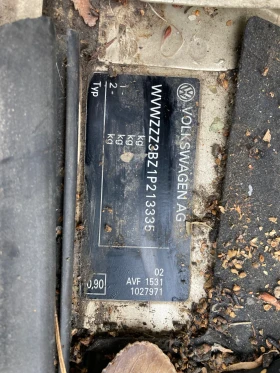 VOLKSWAGEN AG
WVWZZZ3BZ1P213335
kg
kg
1 - kg
2 - kg
Typ
02
AVF 1531
1027971
0,90